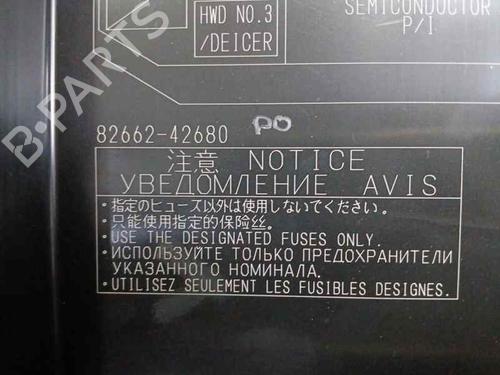 HWD NO.3
/DEICER
SEMICONDUCTOR
P/I
B-PARTS
82662-42680 PO
注意 NOTICE
УВЕДОМЛЕНИЕ AVIS
・指定のヒューズ以外は使用しないでください。
・只能使用指定的保险丝。
・USE THE DESIGNATED FUSES ONLY.
・ИСПОЛЬЗУЙТЕ ТОЛЬКО ПРЕДОХРАНИТЕЛИ
УКАЗАННОГО НОМИНАЛА.
・UTILISEZ SEULEMENT LES FUSIBLES DESIGNES.